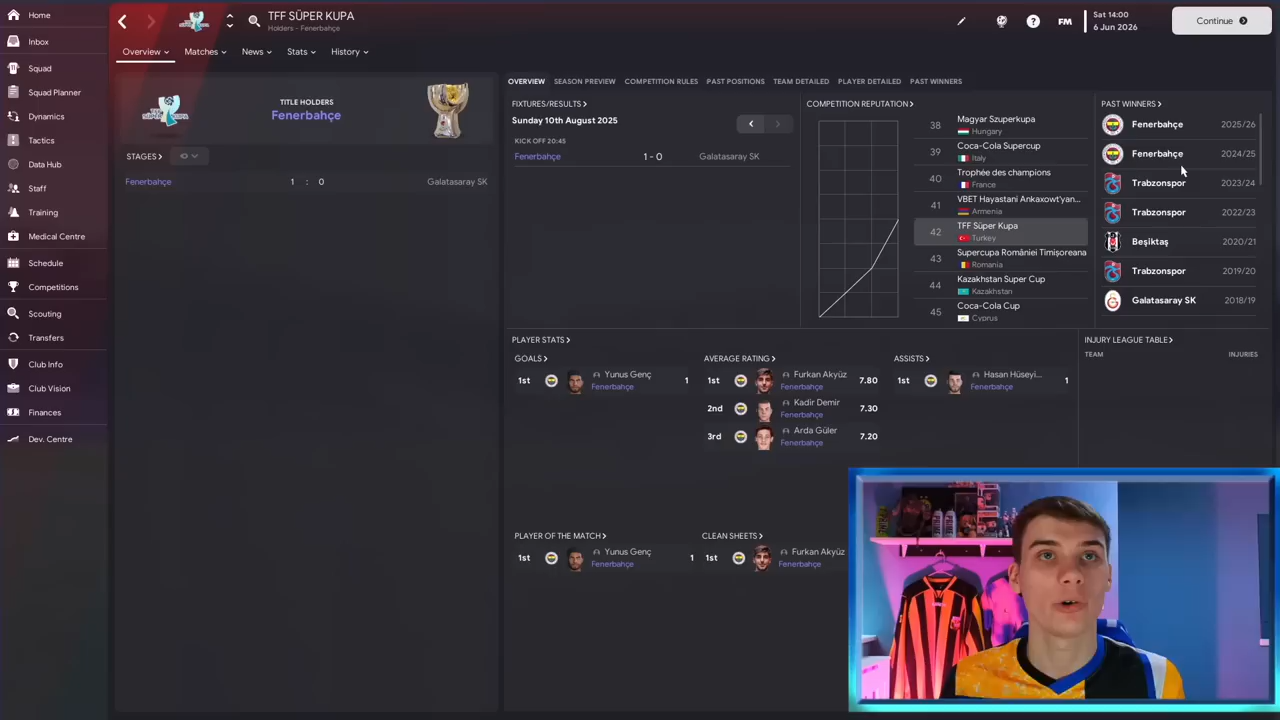 Home
Inbox
Squad
Squad Planner
Dynamics
Tactics
Data Hub
Staff
Training
Medical Centre
Schedule
Competitions
Scouting
Transfers
Club Info
Club Vision
Finances
Dev. Centre
TFF SÜPER KUPA
Holders - Fenerbahçe
FM
Sat 14:00
6 Jun 2026
Continue
Overview
Matches
News
Stats
History
TITLE HOLDERS
Fenerbahçe
STAGES
Fenerbahçe 1 : 0 Galatasaray SK
OVERVIEW
SEASON PREVIEW
COMPETITION RULES
PAST POSITIONS
TEAM DETAILED
PLAYER DETAILED
PAST WINNERS
FIXTURES/RESULTS
Sunday 10th August 2025
KICK OFF 20:45
Fenerbahçe 1 - 0 Galatasaray SK
COMPETITION REPUTATION
38 Magyar Szuperkupa
Hungary
39 Coca-Cola Supercup
Italy
40 Trophée des champions
France
41 VBET Hayastani Ankaxowt'yan...
Armenia
42 TFF Süper Kupa
Turkey
43 Supercupa României Timișoreana
Romania
44 Kazakhstan Super Cup
Kazakhstan
45 Coca-Cola Cup
Cyprus
PAST WINNERS
Fenerbahçe 2025/26
Fenerbahçe 2024/25
Trabzonspor 2023/24
Trabzonspor 2022/23
Beşiktaş 2020/21
Trabzonspor 2019/20
Galatasaray SK 2018/19
PLAYER STATS
GOALS
1st Yunus Genç 1
Fenerbahçe
AVERAGE RATING
1st Furkan Akyüz 7.80
Fenerbahçe
2nd Kadir Demir 7.30
Fenerbahçe
3rd Arda Güler 7.20
Fenerbahçe
ASSISTS
1st Hasan Hüseyi... 1
Fenerbahçe
INJURY LEAGUE TABLE
TEAM INJURIES
PLAYER OF THE MATCH
1st Yunus Genç 1
Fenerbahçe
CLEAN SHEETS
1st Furkan Akyüz
Fenerbahçe